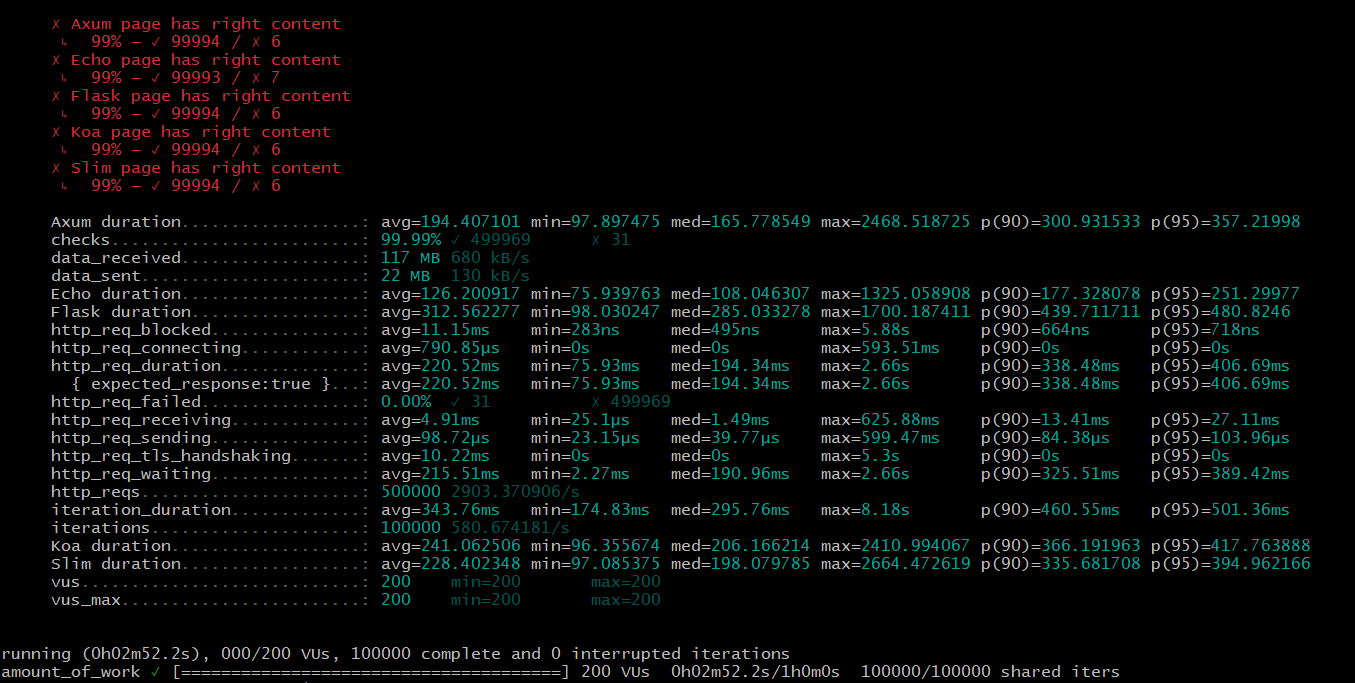 ✗ Axum page has right content
↳  99% — ✓ 99994 / ✗ 6
✗ Echo page has right content
↳  99% — ✓ 99993 / ✗ 7
✗ Flask page has right content
↳  99% — ✓ 99994 / ✗ 6
✗ Koa page has right content
↳  99% — ✓ 99994 / ✗ 6
✗ Slim page has right content
↳  99% — ✓ 99994 / ✗ 6
Axum duration..................: avg=194.407101 min=97.897475 med=165.778549 max=2468.518725 p(90)=300.931533 p(95)=357.21998
checks.........................: 99.99% ✓ 499969      ✗ 31
data_received..................: 117 MB 680 kB/s
data_sent......................: 22 MB  130 kB/s
Echo duration..................: avg=126.200917 min=75.939763 med=108.046307 max=1325.058908 p(90)=177.328078 p(95)=251.29977
Flask duration.................: avg=312.562277 min=98.030247 med=285.033278 max=1700.187411 p(90)=439.711711 p(95)=480.8246
http_req_blocked...............: avg=11.15ms    min=283ns     med=495ns      max=5.88s       p(90)=664ns      p(95)=718ns
http_req_connecting............: avg=790.85µs   min=0s        med=0s         max=593.51ms    p(90)=0s         p(95)=0s
http_req_duration..............: avg=220.52ms   min=75.93ms   med=194.34ms   max=2.66s       p(90)=338.48ms   p(95)=406.69ms
{ expected_response:true }...: avg=220.52ms   min=75.93ms   med=194.34ms   max=2.66s       p(90)=338.48ms   p(95)=406.69ms
http_req_failed................: 0.00%  ✓ 31          ✗ 499969
http_req_receiving.............: avg=4.91ms     min=25.1µs    med=1.49ms     max=625.88ms    p(90)=13.41ms    p(95)=27.11ms
http_req_sending...............: avg=98.72µs    min=23.15µs   med=39.77µs    max=599.47ms    p(90)=84.38µs    p(95)=103.96µs
http_req_tls_handshaking.......: avg=10.22ms    min=0s        med=0s         max=5.3s        p(90)=0s         p(95)=0s
http_req_waiting...............: avg=215.51ms   min=2.27ms    med=190.96ms   max=2.66s       p(90)=325.51ms   p(95)=389.42ms
http_reqs......................: 500000 2903.370906/s
iteration_duration.............: avg=343.76ms   min=174.83ms  med=295.76ms   max=8.18s       p(90)=460.55ms   p(95)=501.36ms
iterations.....................: 100000 580.674181/s
Koa duration...................: avg=241.062506 min=96.355674 med=206.166214 max=2410.994067 p(90)=366.191963 p(95)=417.763888
Slim duration..................: avg=228.402348 min=97.085375 med=198.079785 max=2664.472619 p(90)=335.681708 p(95)=394.962166
vus............................: 200    min=200       max=200
vus_max........................: 200    min=200       max=200
running (0h02m52.2s), 000/200 VUs, 100000 complete and 0 interrupted iterations
amount_of_work ✓ [======================================] 200 VUs  0h02m52.2s/1h0m0s  100000/100000 shared iters